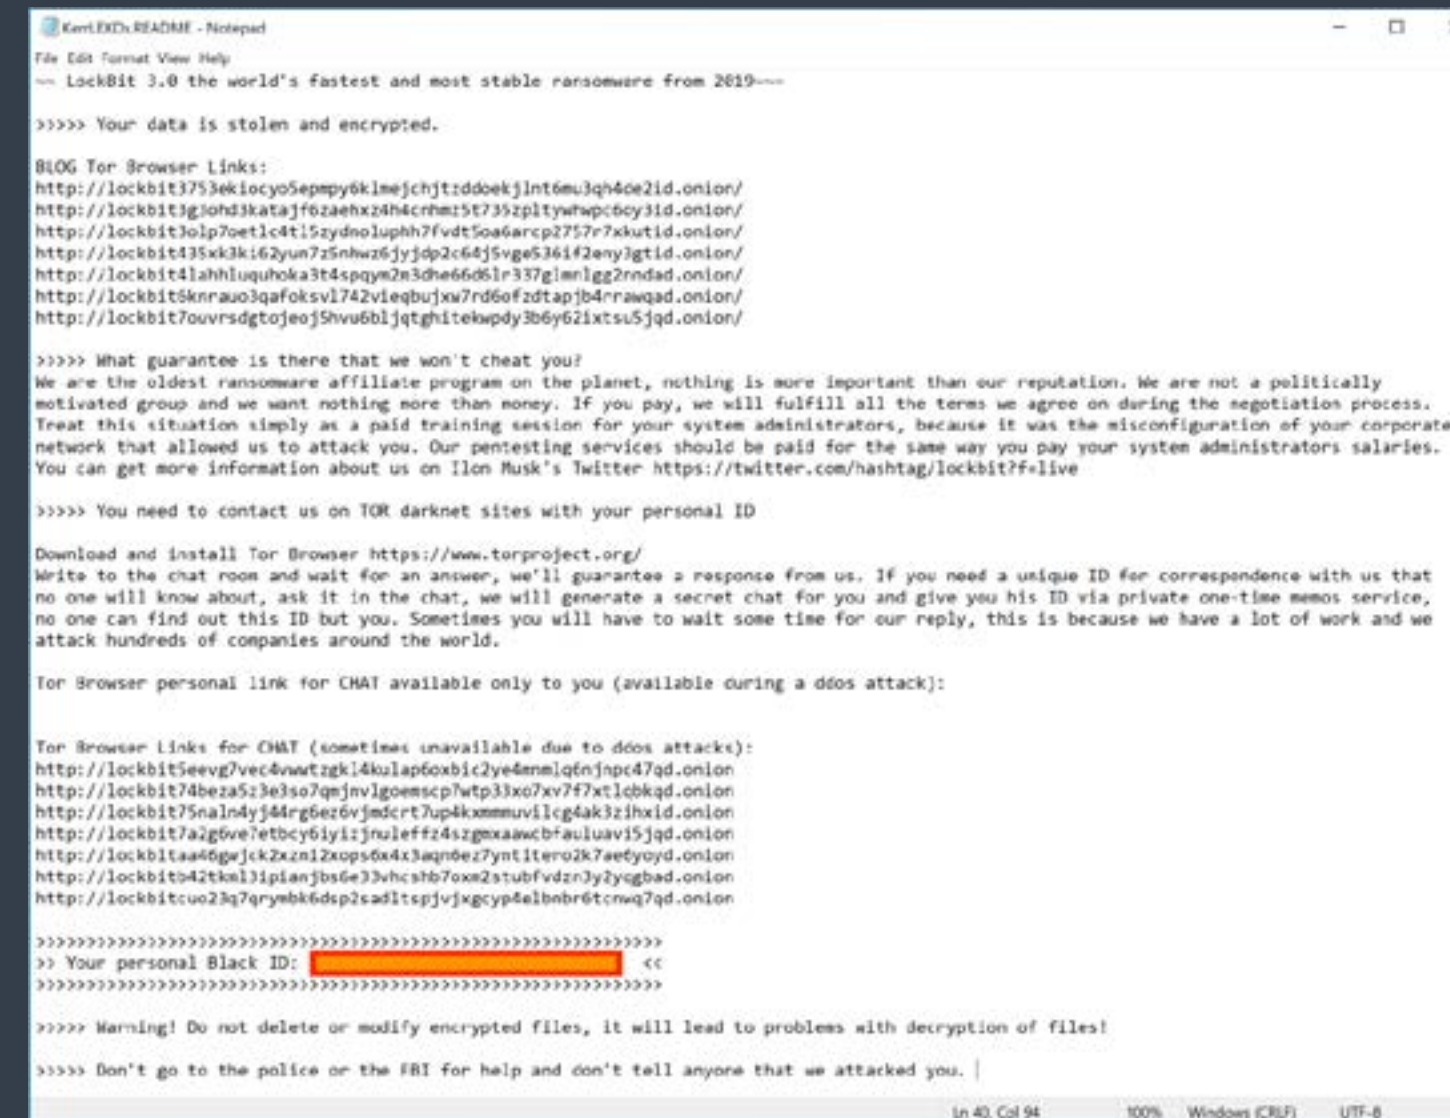 - Notepad
File Edit Format View Help
~~ LockBit 3.0 the world's fastest and most stable ransomware from 2019~~~
>>>>> Your data is stolen and encrypted.
BLOG Tor Browser Links:
>>>>> What guarantee is there that we won't cheat you?
We are the oldest ransomware affiliate program on the planet, nothing is more important than our reputation. We are not a politically
motivated group and we want nothing more than money. If you pay, we will fulfill all the terms we agree on during the negotiation process.
Treat this situation simply as a paid training session for your system administrators, because it was the misconfiguration of your corporate
network that allowed us to attack you. Our pentesting services should be paid for the same way you pay your system administrators salaries.
You can get more information about us on Ilon Musk's Twitter https://twitter.com/hashtag/lockbit?f=live
>>>>> You need to contact us on TOR darknet sites with your personal ID
Download and install Tor Browser https://www.torproject.org/
Write to the chat room and wait for an answer, we'll guarantee a response from us. If you need a unique ID for correspondence with us that
no one will know about, ask it in the chat, we will generate a secret chat for you and give you his ID via private one-time memos service,
no one can find out this ID but you. Sometimes you will have to wait some time for our reply, this is because we have a lot of work and we
attack hundreds of companies around the world.
Tor Browser personal link for CHAT available only to you (available during a ddos attack):
Tor Browser Links for CHAT (sometimes unavailable due to ddos attacks):
>>>>>>>>>>>>>>>>>>>>>>>>>>>>>>>>>>>>>>>>>>>>>>>>>>>>>>>>>>>>>>
>> Your personal Black ID: <<
>>>>>>>>>>>>>>>>>>>>>>>>>>>>>>>>>>>>>>>>>>>>>>>>>>>>>>>>>>>>>>
>>>>> Warning! Do not delete or modify encrypted files, it will lead to problems with decryption of files!
>>>>> Don't go to the police or the FBI for help and don't tell anyone that we attacked you.
Ln 40, Col 94 100% Windows (CRLF) UTF-8